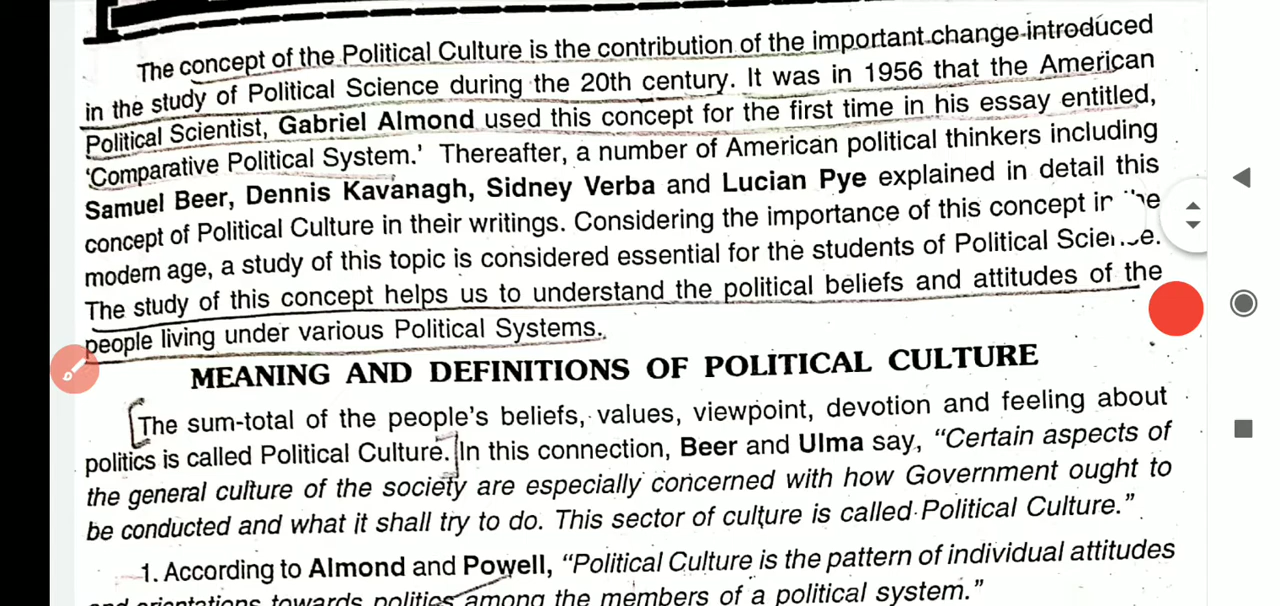 The concept of the Political Culture is the contribution of the important change introduced
in the study of Political Science during the 20th century. It was in 1956 that the American
Political Scientist, Gabriel Almond used this concept for the first time in his essay entitled,
‘Comparative Political System.’ Thereafter, a number of American political thinkers including
Samuel Beer, Dennis Kavanagh, Sidney Verba and Lucian Pye explained in detail this
concept of Political Culture in their writings. Considering the importance of this concept in the
modern age, a study of this topic is considered essential for the students of Political Science.
The study of this concept helps us to understand the political beliefs and attitudes of the
people living under various Political Systems.
MEANING AND DEFINITIONS OF POLITICAL CULTURE
The sum-total of the people’s beliefs, values, viewpoint, devotion and feeling about
politics is called Political Culture. In this connection, Beer and Ulma say, “Certain aspects of
the general culture of the society are especially concerned with how Government ought to
be conducted and what it shall try to do. This sector of culture is called Political Culture.”
1. According to Almond and Powell, “Political Culture is the pattern of individual attitudes
and orientations towards politics among the members of a political system.”